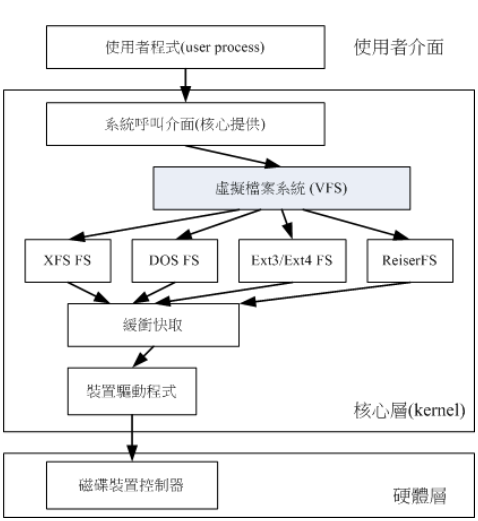 使用者程式(user process)
使用者介面
系統呼叫介面(核心提供)
虛擬檔案系統 (VFS)
XFS FS
DOS FS
Ext3/Ext4 FS
ReiserFS
緩衝快取
裝置驅動程式
核心層(kernel)
磁碟裝置控制器
硬體層